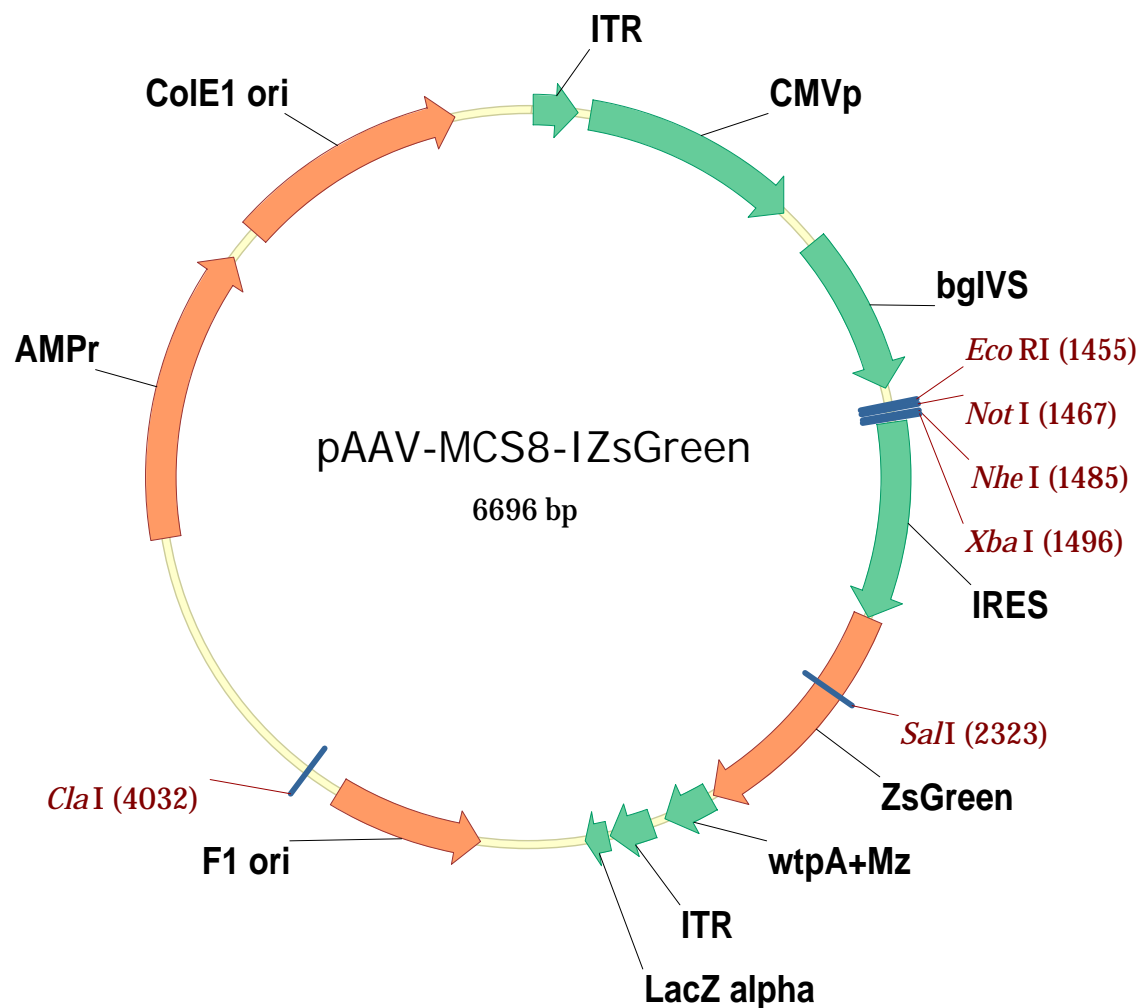 ITR
ColE1 ori
CMVp
bgIVS
EcoRI (1455)
AMPr
NotI (1467)
pAAV-MCS8-IZsGreen
NheI (1485)
6696 bp
XbaI (1496)
IRES
SalI (2323)
ClaI (4032)
ZsGreen
F1 ori
wtpA+Mz
ITR
LacZ alpha